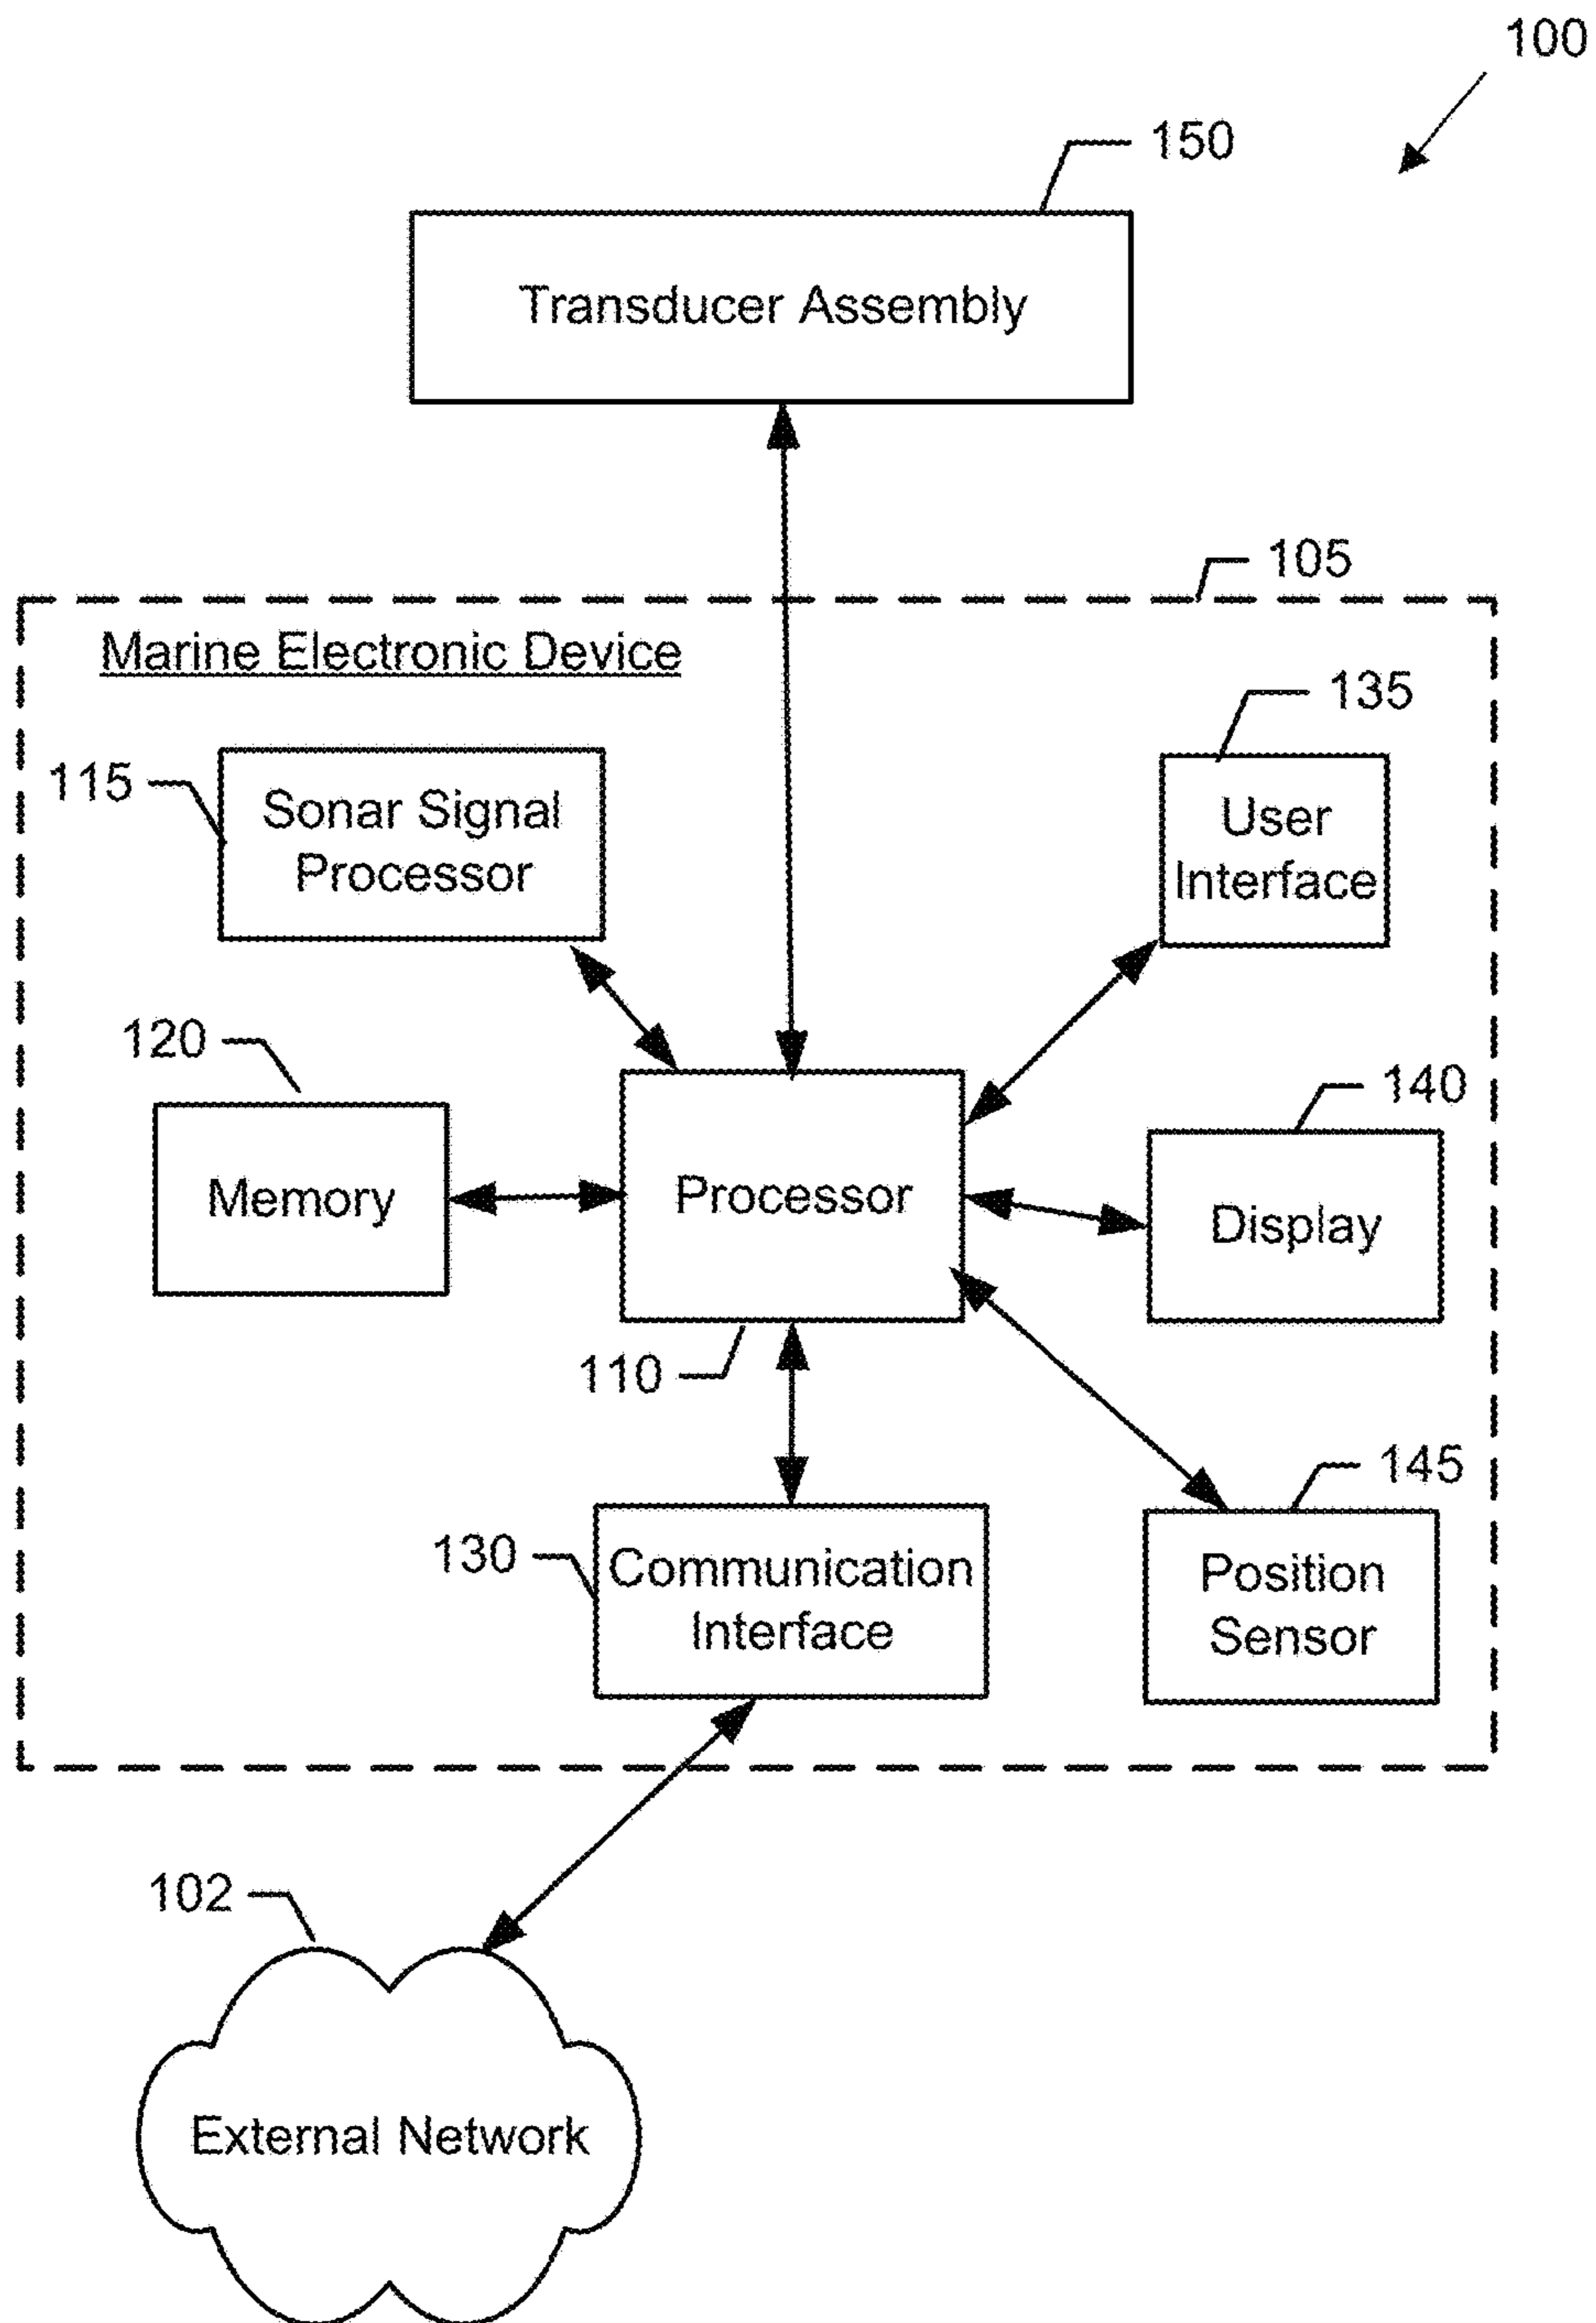 100
150
Transducer Assembly
105
Marine Electronic Device
135
115
Sonar Signal
Processor
User
Interface
120
140
Memory
Processor
Display
110
145
130
Communication
Interface
Position
Sensor
102
External Network